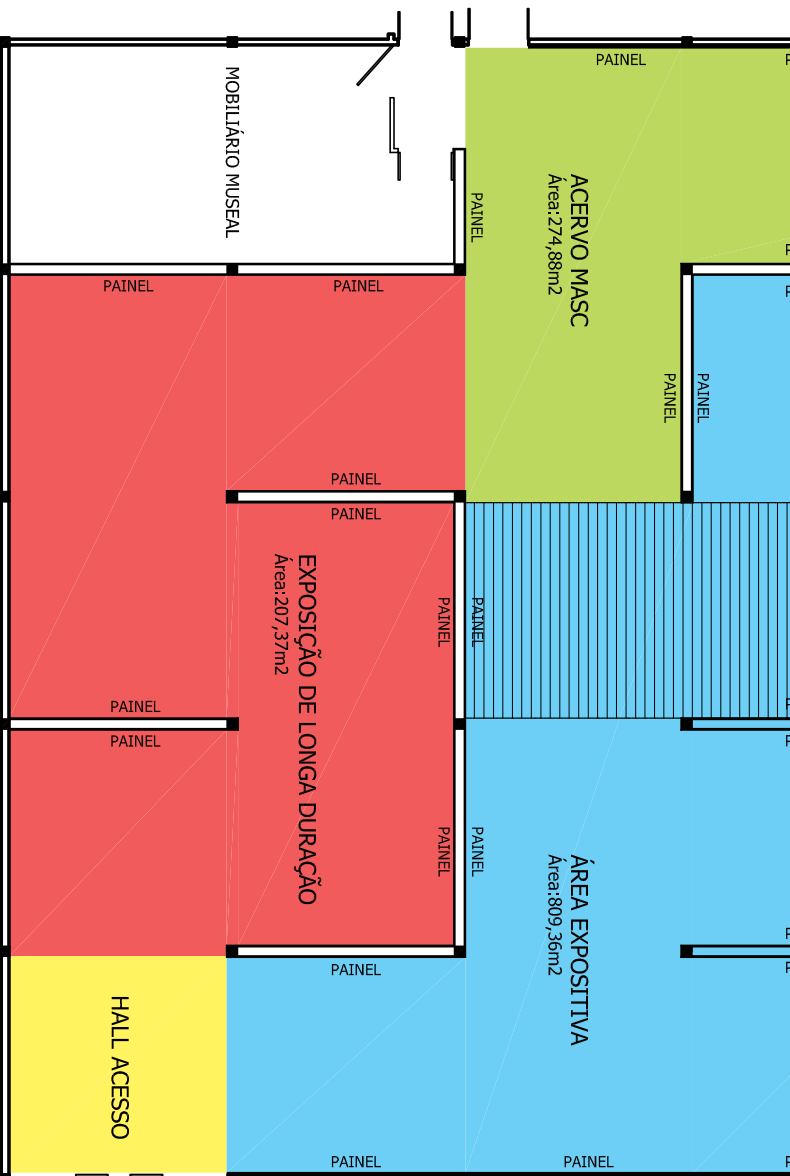 PAINEL
MOBILIÁRIO MUSEAL
PAINEL
ACERVO MASC
Área:274,88m2
PAINEL
PAINEL
PAINEL
PAINEL
PAINEL
PAINEL
EXPOSIÇÃO DE LONGA DURAÇÃO
Área:207,37m2
PAINEL
PAINEL
PAINEL
PAINEL
PAINEL
PAINEL
ÁREA EXPOSITIVA
Área:809,36m2
PAINEL
HALL ACESSO
PAINEL
PAINEL